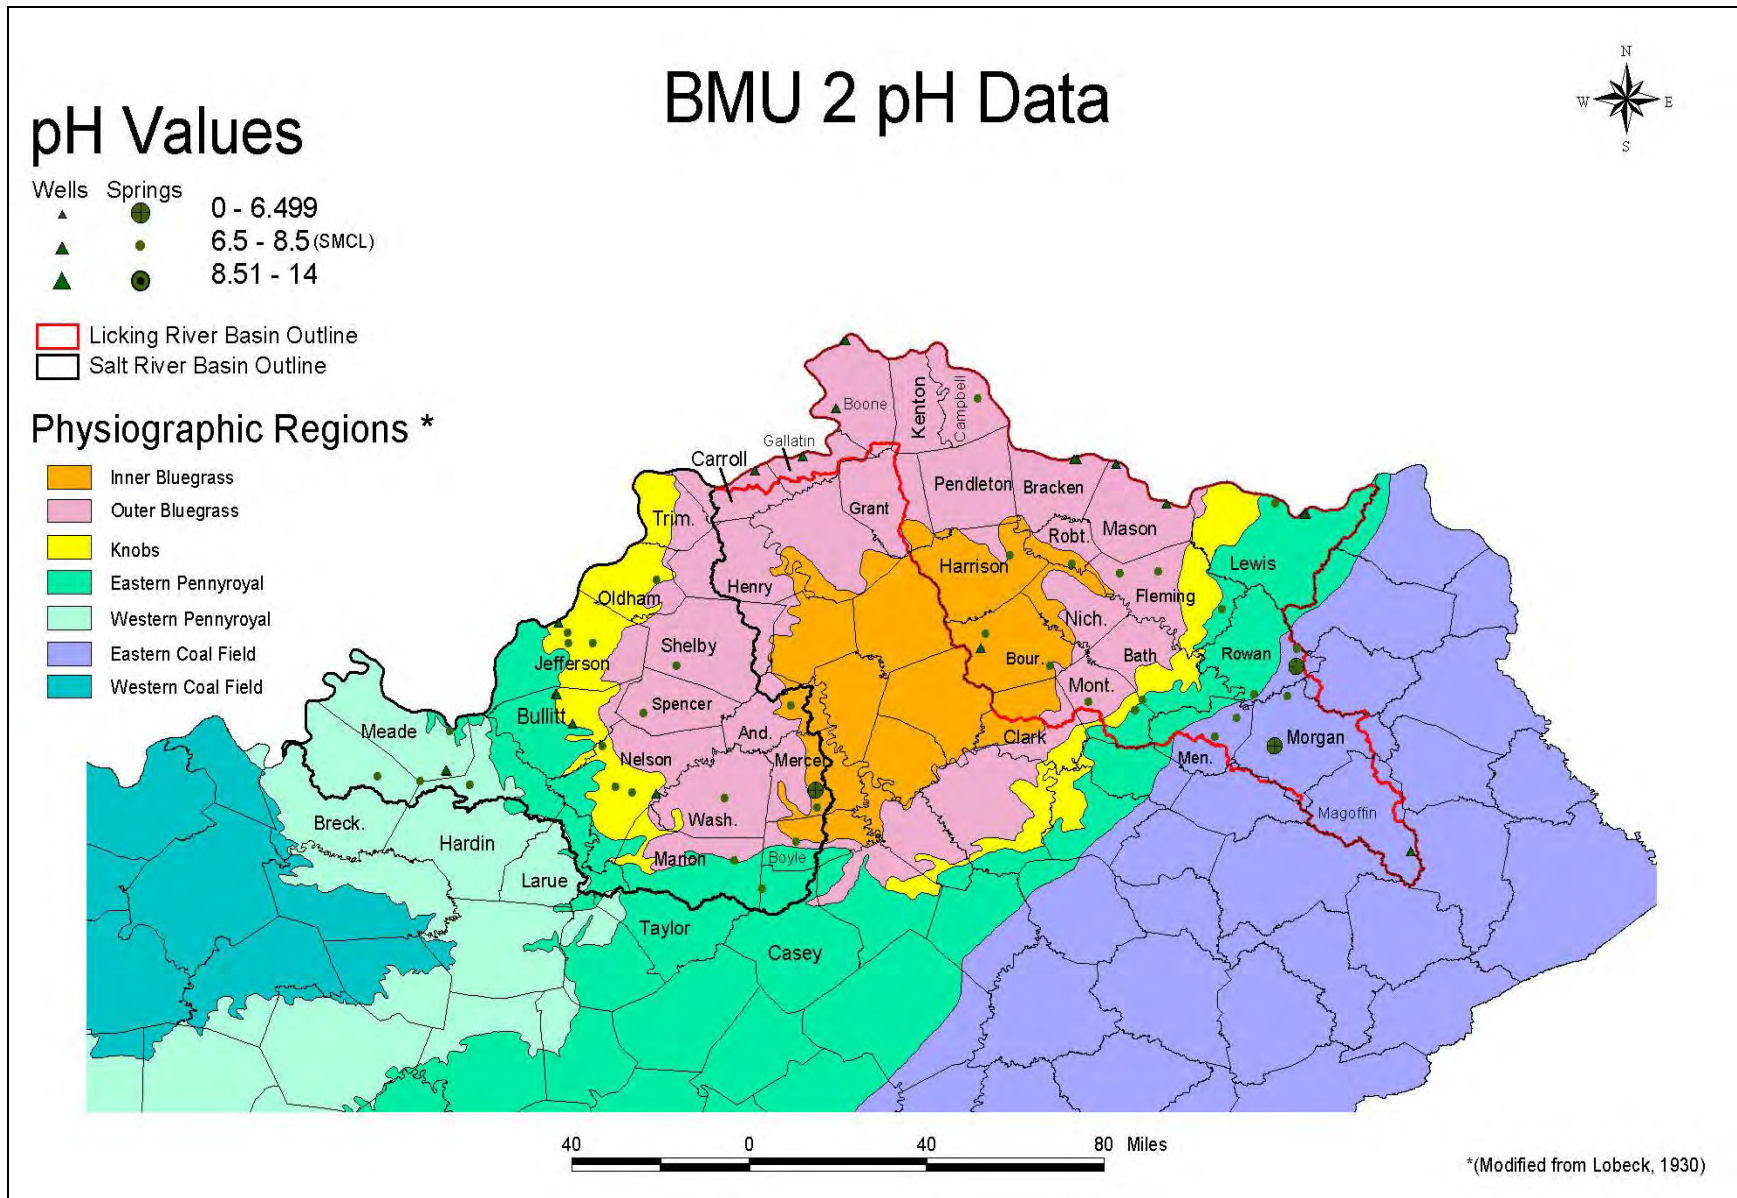 BMU 2 pH Data
N
W E
S
pH Values
Wells Springs
0 - 6.499
6.5 - 8.5 (SMCL)
8.51 - 14
Licking River Basin Outline
Salt River Basin Outline
Physiographic Regions *
Inner Bluegrass
Outer Bluegrass
Knobs
Eastern Pennyroyal
Western Pennyroyal
Eastern Coal Field
Western Coal Field
Boone
Kenton
Campbell
Gallatin
Carroll
Pendleton
Bracken
Grant
Trim.
Mason
Robt.
Harrison
Lewis
Henry
Oldham
Fleming
Nich.
Shelby
Jefferson
Bour.
Bath
Rowan
Mont.
Spencer
Bullitt
Meade
And.
Clark
Morgan
Nelson
Mercer
Men.
Magoffin
Wash.
Breck.
Hardin
Marion
Boyle
Larue
Taylor
Casey
40 0 40 80 Miles
*(Modified from Lobeck, 1930)